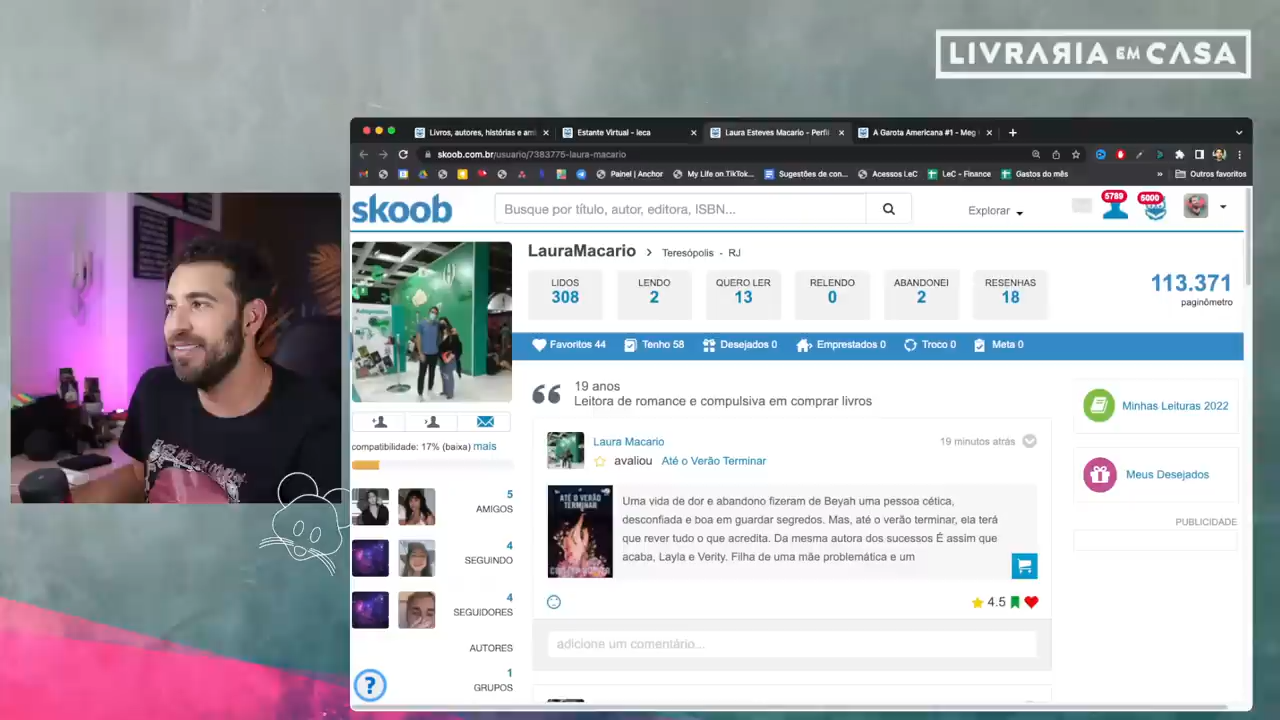 LIVRARIA EM CASA
Livros, autores, histórias e ami
Estante Virtual - leca
Laura Esteves Macario - Perfil
A Garota Americana #1 - Meg
skoob.com.br/usuario/7383775-laura-macario
Painel | Anchor
My Life on TikTok...
Sugestões de con...
Acessos LeC
LeC - Finance
Gastos do mês
»
Outros favoritos
skoob
Busque por título, autor, editora, ISBN...
Explorar
5789
5000
LauraMacario > Teresópolis - RJ
LIDOS
308
LENDO
2
QUERO LER
13
RELENDO
0
ABANDONEI
2
RESENHAS
18
113.371
paginômetro
Favoritos 44
Tenho 58
Desejados 0
Emprestados 0
Troco 0
Meta 0
19 anos
Leitora de romance e compulsiva em comprar livros
compatibilidade: 17% (baixa) mais
5
AMIGOS
4
SEGUINDO
4
SEGUIDORES
AUTORES
1
GRUPOS
?
Laura Macario
19 minutos atrás
avaliou Até o Verão Terminar
ATÉ O VERÃO
TERMINAR
Uma vida de dor e abandono fizeram de Beyah uma pessoa cética,
desconfiada e boa em guardar segredos. Mas, até o verão terminar, ela terá
que rever tudo o que acredita. Da mesma autora dos sucessos É assim que
acaba, Layla e Verity. Filha de uma mãe problemática e um
4.5
adicione um comentário...
Minhas Leituras 2022
Meus Desejados
PUBLICIDADE